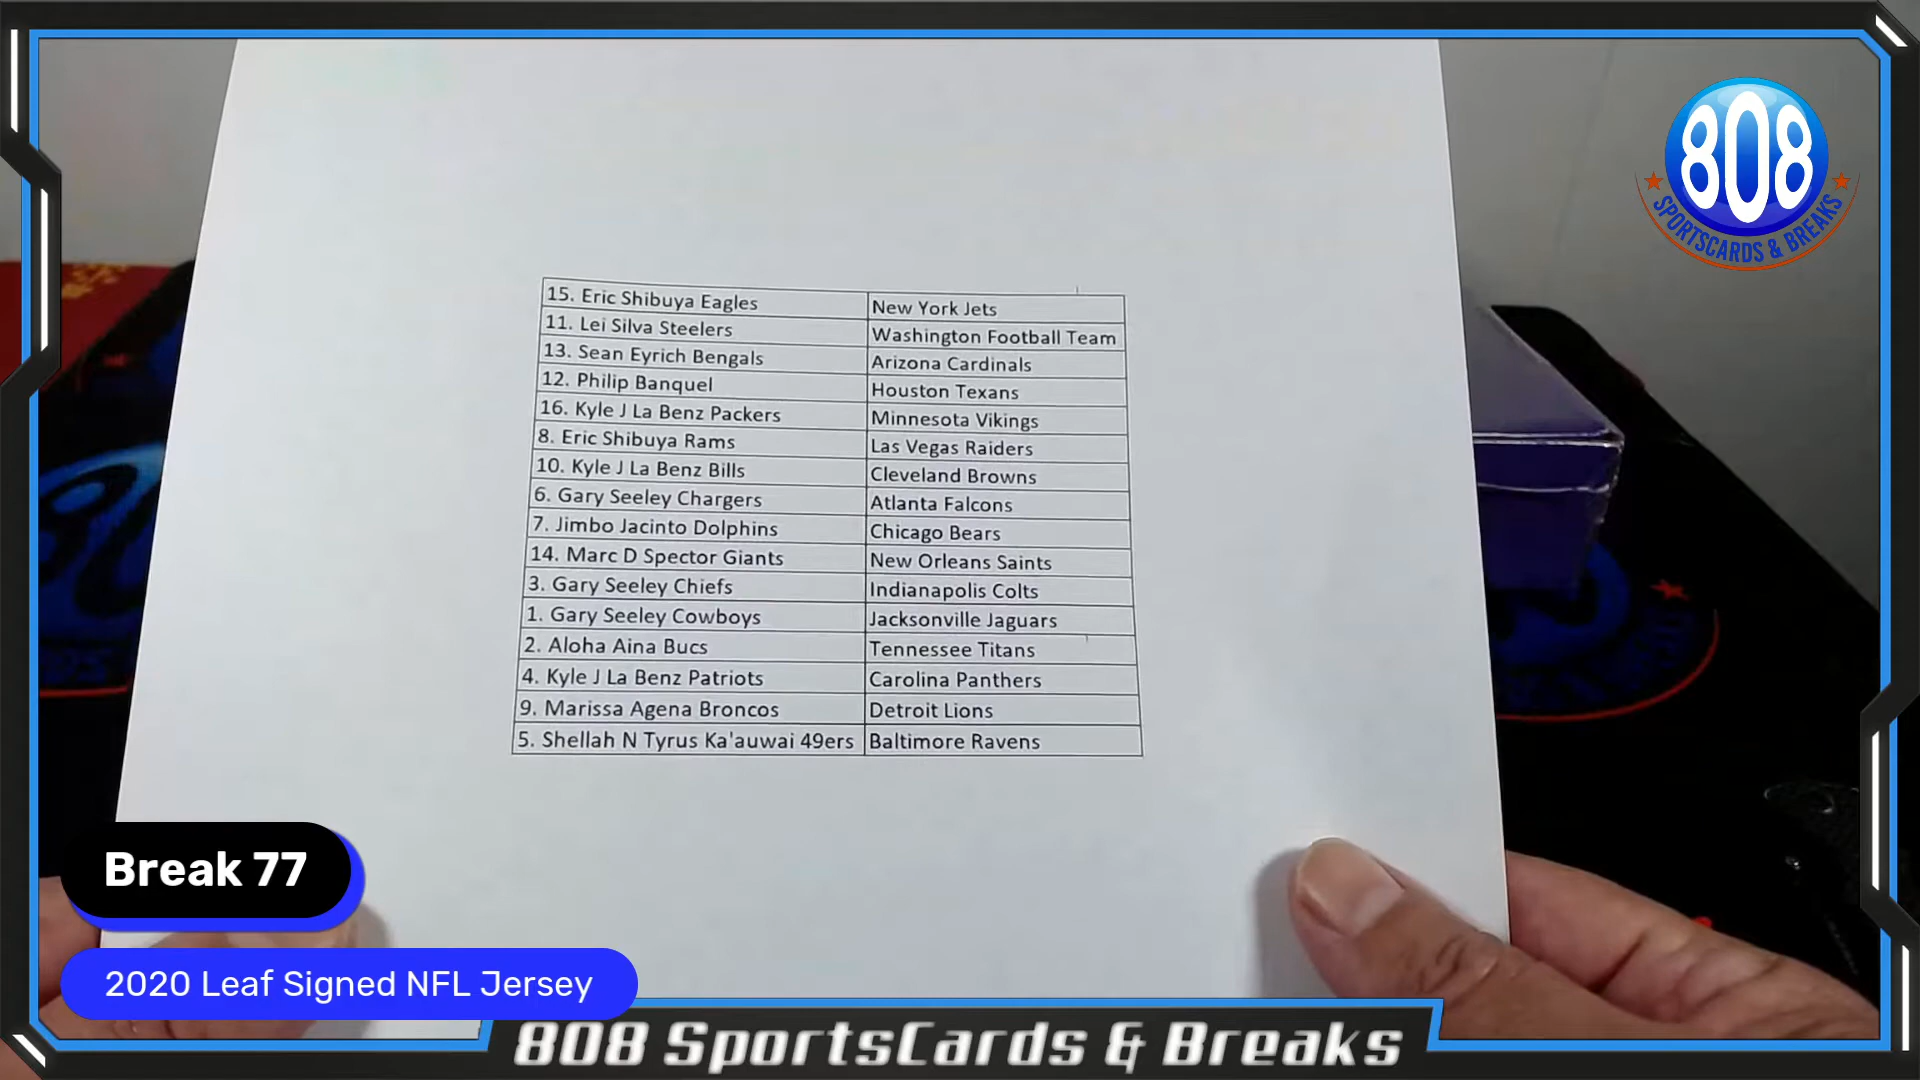 808
SPORTSCARDS & BREAKS
15. Eric Shibuya Eagles New York Jets
11. Lei Silva Steelers Washington Football Team
13. Sean Eyrich Bengals Arizona Cardinals
12. Philip Banquel Houston Texans
16. Kyle J La Benz Packers Minnesota Vikings
8. Eric Shibuya Rams Las Vegas Raiders
10. Kyle J La Benz Bills Cleveland Browns
6. Gary Seeley Chargers Atlanta Falcons
7. Jimbo Jacinto Dolphins Chicago Bears
14. Marc D Spector Giants New Orleans Saints
3. Gary Seeley Chiefs Indianapolis Colts
1. Gary Seeley Cowboys Jacksonville Jaguars
2. Aloha Aina Bucs Tennessee Titans
4. Kyle J La Benz Patriots Carolina Panthers
9. Marissa Agena Broncos Detroit Lions
5. Shellah N Tyrus Ka'auwai 49ers Baltimore Ravens
Break 77
2020 Leaf Signed NFL Jersey
808 SportsCards & Breaks